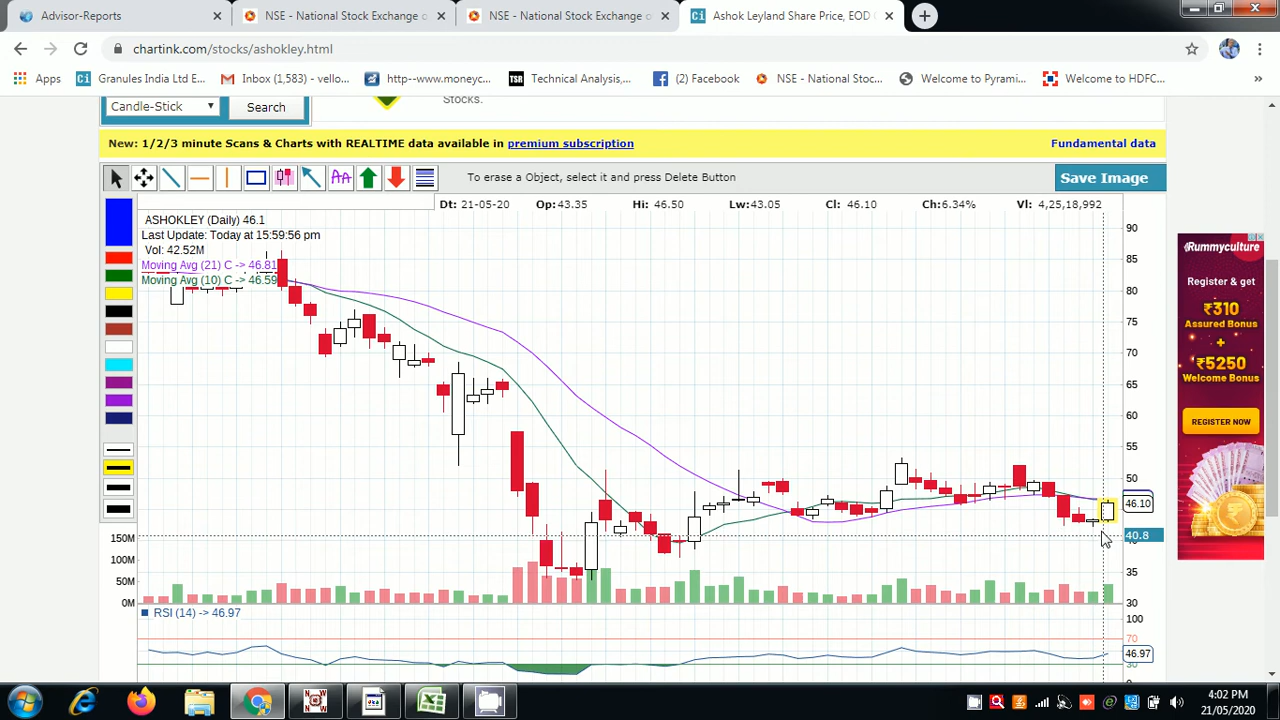 Advisor-Reports
NSE - National Stock Exchange o
NSE - National Stock Exchange o
Ci Ashok Leyland Share Price, EOD C
chartink.com/stocks/ashokley.html
Apps
Ci Granules India Ltd E...
Inbox (1,583) - vello...
http--www.moneyc...
TSR Technical Analysis,...
(2) Facebook
NSE - National Stoc...
Welcome to Pyrami...
Welcome to HDFC...
»
Candle-Stick
Search
Stocks.
New: 1/2/3 minute Scans & Charts with REALTIME data available in premium subscription
Fundamental data
To erase a Object, select it and press Delete Button
Save Image
Dt: 21-05-20 Op:43.35 Hi: 46.50 Lw:43.05 Cl: 46.10 Ch:6.34% Vl: 4,25,18,992
ASHOKLEY (Daily) 46.1
Last Update: Today at 15:59:56 pm
Vol: 42.52M
Moving Avg (21) C -> 46.81
Moving Avg (10) C -> 46.59
90
85
80
75
70
65
60
55
50
46.10
40.8
35
30
150M
100M
50M
0M
RSI (14) -> 46.97
100
70
46.97
30
Rummyculture
Register & get
₹310
Assured Bonus
+
₹5250
Welcome Bonus
REGISTER NOW
4:02 PM
21/05/2020